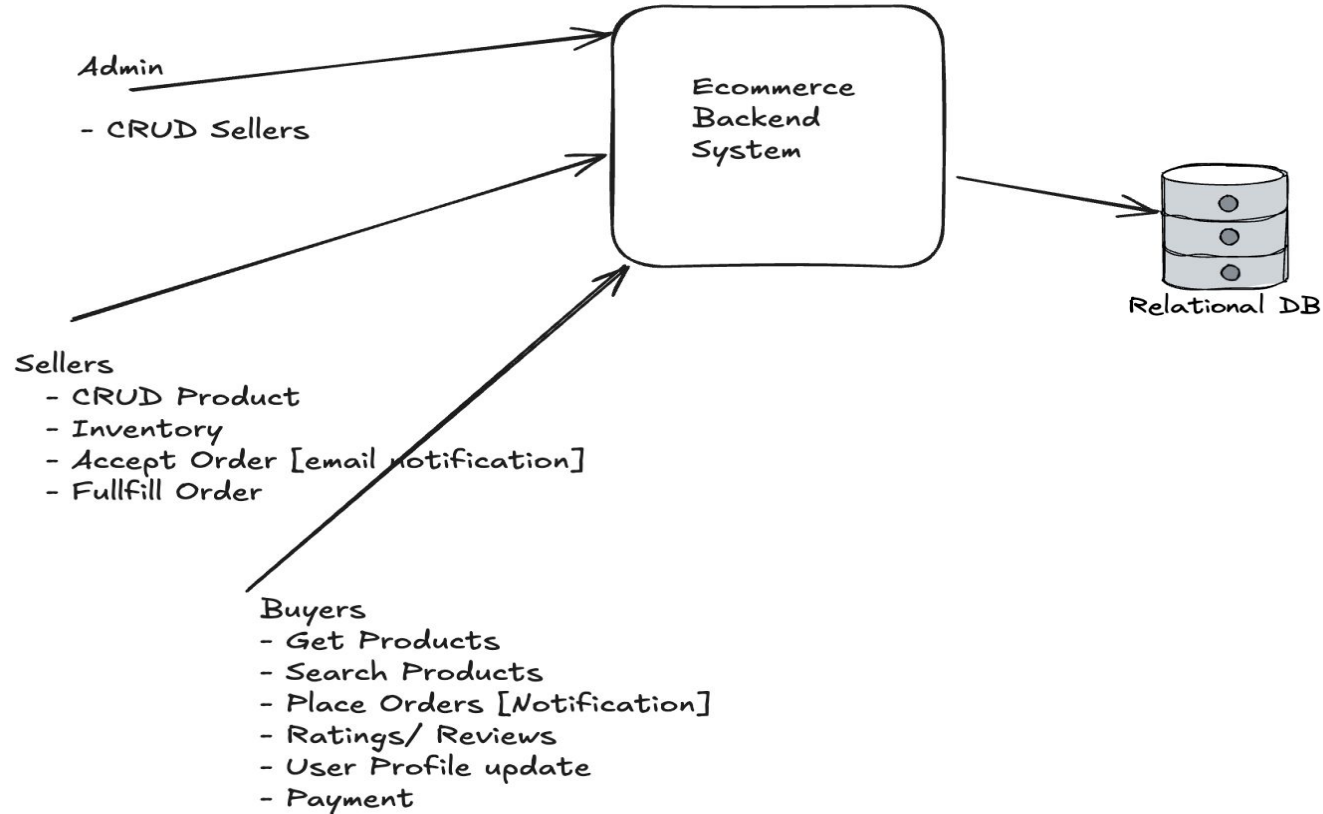 Admin
- CRUD Sellers
Ecommerce
Backend
System
Relational DB
Sellers
- CRUD Product
- Inventory
- Accept Order [email notification]
- Fullfill Order
Buyers
- Get Products
- Search Products
- Place Orders [Notification]
- Ratings/ Reviews
- User Profile update
- Payment